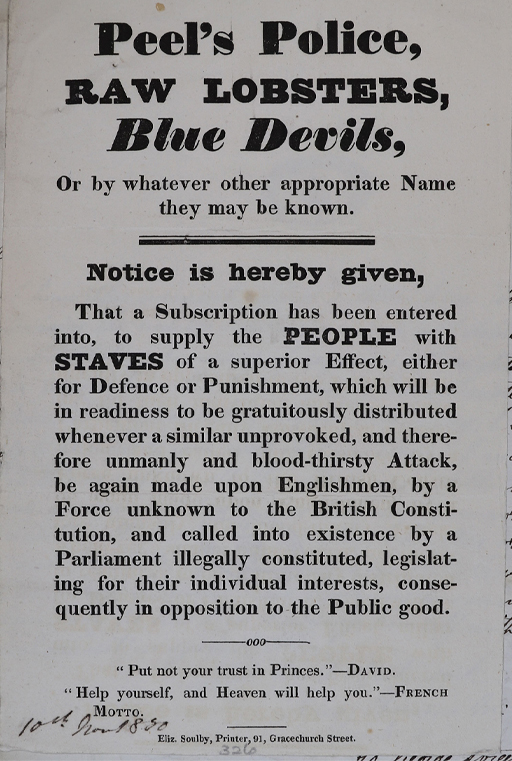 Peel's Police,
RAW LOBSTERS,
Blue Devils,
Or by whatever other appropriate Name
they may be known.
Notice is hereby given,
That a Subscription has been entered
into, to supply the PEOPLE with
STAVES of a superior Effect, either
for Defence or Punishment, which will be
in readiness to be gratuitously distributed
whenever a similar unprovoked, and there-
fore unmanly and blood-thirsty Attack,
be again made upon Englishmen, by a
Force unknown to the British Consti-
tution, and called into existence by a
Parliament illegally constituted, legislat-
ing for their individual interests, conse-
quently in opposition to the Public good.
ooo
"Put not your trust in Princes."—DAVID.
"Help yourself, and Heaven will help you."—FRENCH
MOTTO.
10th Nov 1830
Eliz. Soulby, Printer, 91, Gracechurch Street.
326